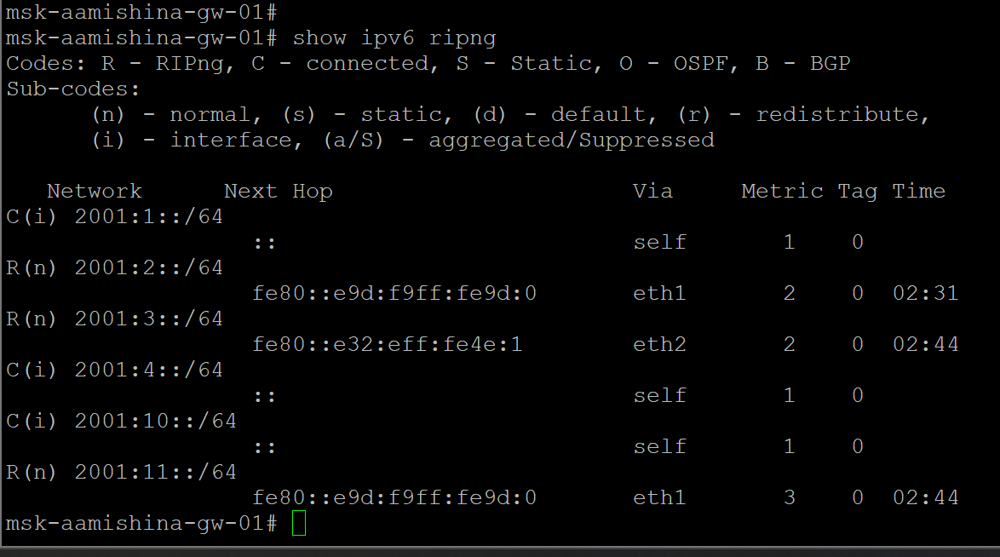 msk-aamishina-gw-01#
msk-aamishina-gw-01# show ipv6 ripng
Codes: R - RIPng, C - connected, S - Static, O - OSPF, B - BGP
Sub-codes:
      (n) - normal, (s) - static, (d) - default, (r) - redistribute,
      (i) - interface, (a/S) - aggregated/Suppressed

   Network      Next Hop                      Via     Metric Tag Time
C(i) 2001:1::/64
                  ::                          self       1    0
R(n) 2001:2::/64
                  fe80::e9d:f9ff:fe9d:0       eth1       2    0  02:31
R(n) 2001:3::/64
                  fe80::e32:eff:fe4e:1        eth2       2    0  02:44
C(i) 2001:4::/64
                  ::                          self       1    0
C(i) 2001:10::/64
                  ::                          self       1    0
R(n) 2001:11::/64
                  fe80::e9d:f9ff:fe9d:0       eth1       3    0  02:44
msk-aamishina-gw-01#